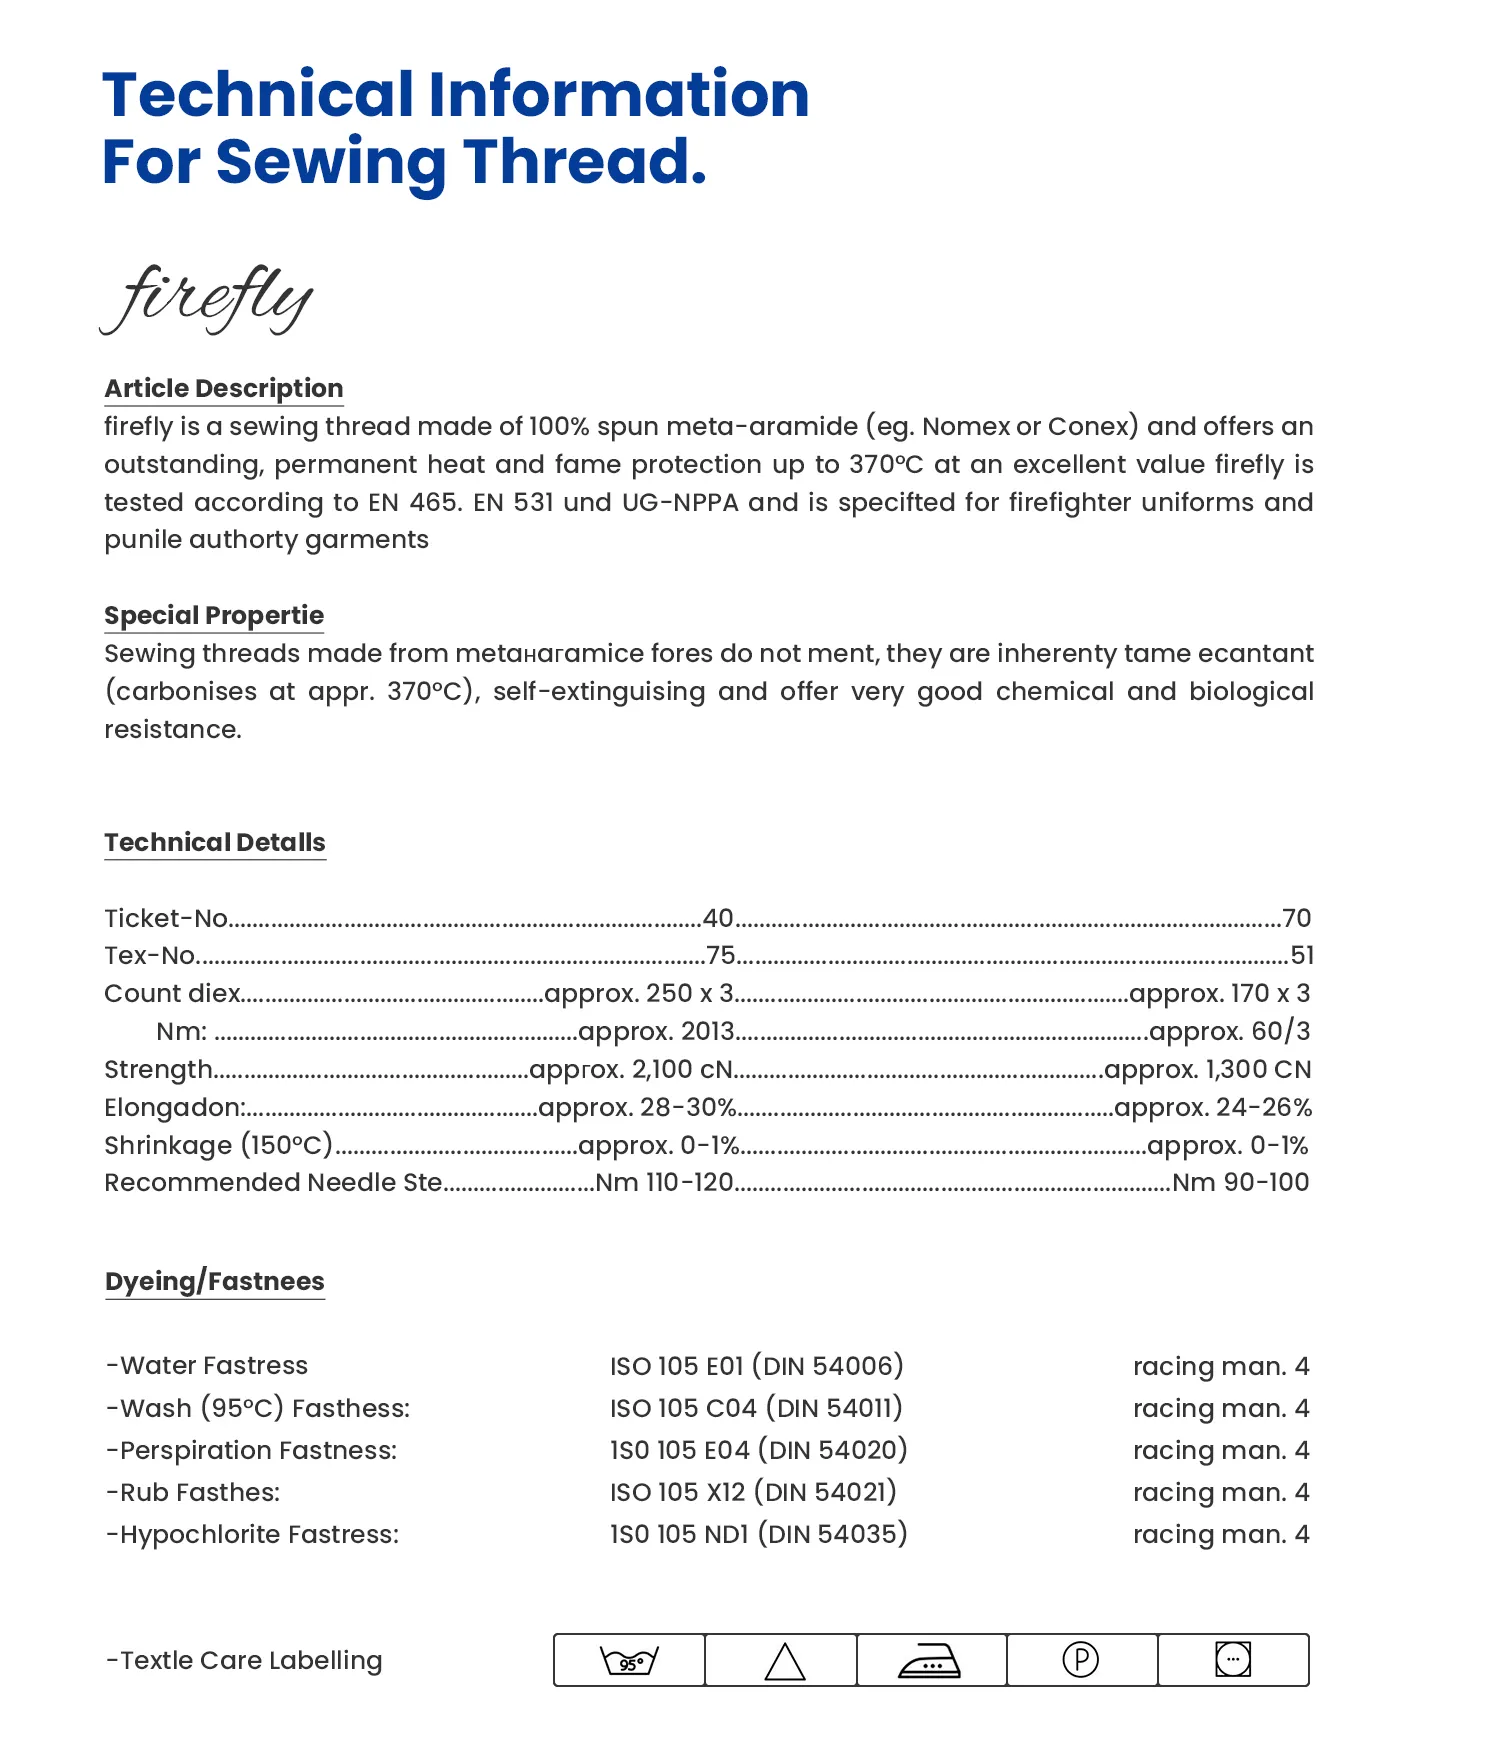 Technical Information
For Sewing Thread.
firefly
Article Description
firefly is a sewing thread made of 100% spun meta-aramide (eg. Nomex or Conex) and offers an
outstanding, permanent heat and fame protection up to 370°C at an excellent value firefly is
tested according to EN 465. EN 531 und UG-NPPA and is specifted for firefighter uniforms and
punile authorty garments
Special Propertie
Sewing threads made from metaнaгamice fores do not ment, they are inherenty tame ecantant
(carbonises at appr. 370°C), self-extinguising and offer very good chemical and biological
resistance.
Technical Detalls
Ticket-No..............................................................................40...........................................................................................70
Tex-No.....................................................................................75............................................................................................51
Count diex..................................................approx. 250 x 3.................................................................approx. 170 x 3
Nm: ............................................................approx. 2013....................................................................approx. 60/3
Strength....................................................approx. 2,100 cN.............................................................approx. 1,300 CN
Elongadon:................................................approx. 28-30%..............................................................approx. 24-26%
Shrinkage (150°C)........................................approx. 0-1%...................................................................approx. 0-1%
Recommended Needle Ste.........................Nm 110-120........................................................................Nm 90-100
Dyeing/Fastnees
-Water Fastress ISO 105 E01 (DIN 54006) racing man. 4
-Wash (95°C) Fasthess: ISO 105 C04 (DIN 54011) racing man. 4
-Perspiration Fastness: 1S0 105 E04 (DIN 54020) racing man. 4
-Rub Fasthes: ISO 105 X12 (DIN 54021) racing man. 4
-Hypochlorite Fastress: 1S0 105 ND1 (DIN 54035) racing man. 4
-Textle Care Labelling 95° P